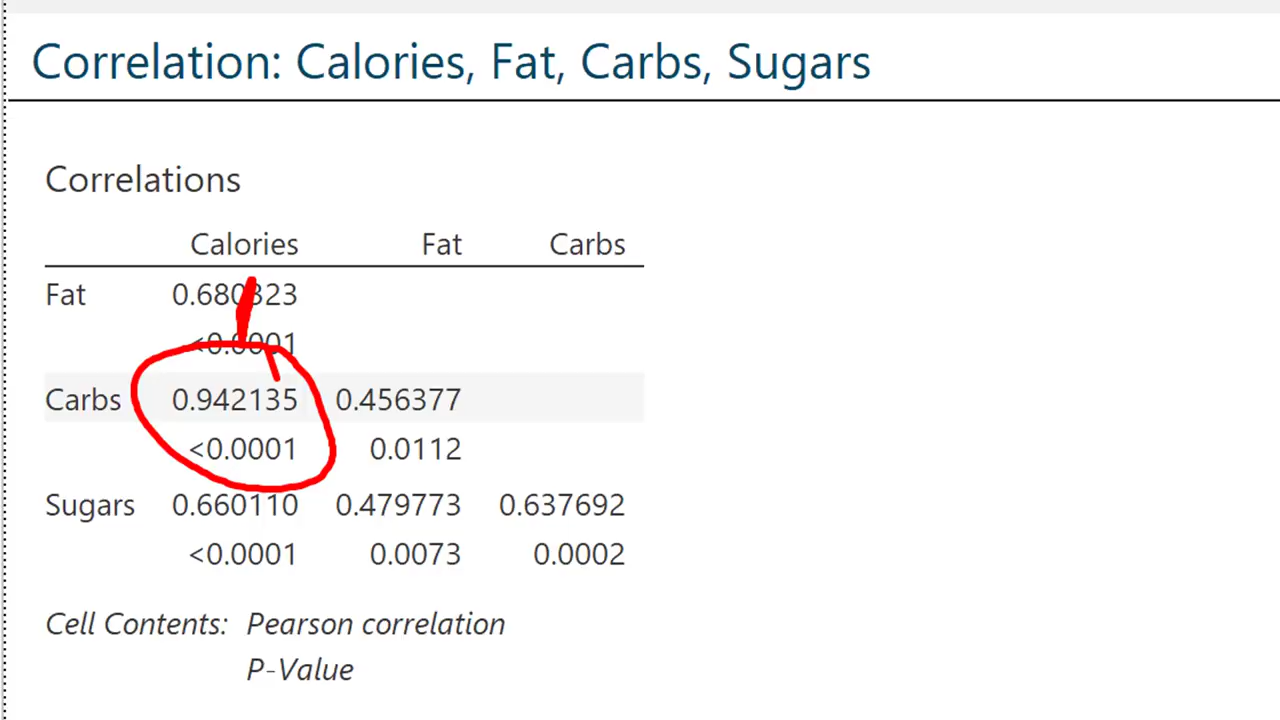 Correlation: Calories, Fat, Carbs, Sugars
Correlations
Calories Fat Carbs
Fat 0.680323
<0.0001
Carbs 0.942135 0.456377
<0.0001 0.0112
Sugars 0.660110 0.479773 0.637692
<0.0001 0.0073 0.0002
Cell Contents: Pearson correlation
P-Value